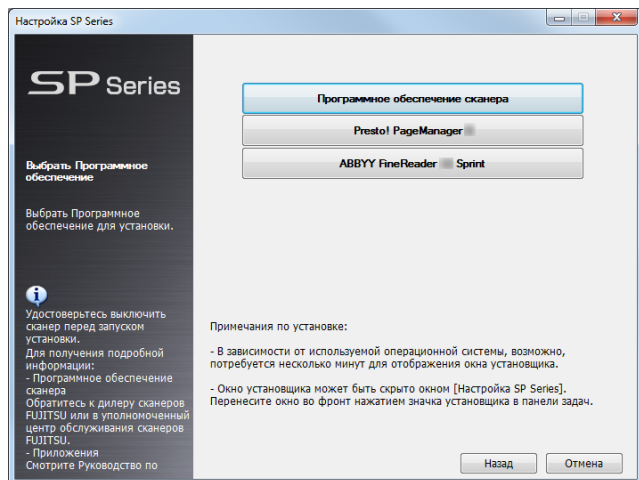 Настройка SP Series
SP Series
Выбрать Программное
обеспечение
Выбрать Программное
обеспечение для установки.
Удостоверьтесь выключить
сканер перед запуском
установки.
Для получения подробной
информации:
- Программное обеспечение
сканера
Обратитесь к дилеру сканеров
FUJITSU или в уполномоченный
центр обслуживания сканеров
FUJITSU.
- Приложения
Смотрите Руководство по
Программное обеспечение сканера
Presto! PageManager
ABBYY FineReader Sprint
Примечания по установке:
- В зависимости от используемой операционной системы, возможно,
потребуется несколько минут для отображения окна установщика.
- Окно установщика может быть скрыто окном [Настройка SP Series].
Перенесите окно во фронт нажатием значка установщика в панели задач.
Назад
Отмена